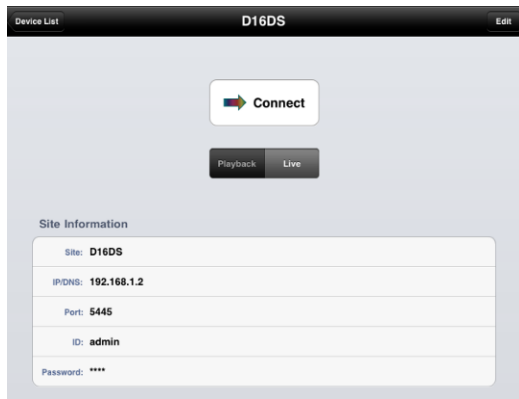 Device List D16DS Edit
Connect
Playback Live
Site Information
Site: D16DS
IP/DNS: 192.168.1.2
Port: 5445
ID: admin
Password: ****